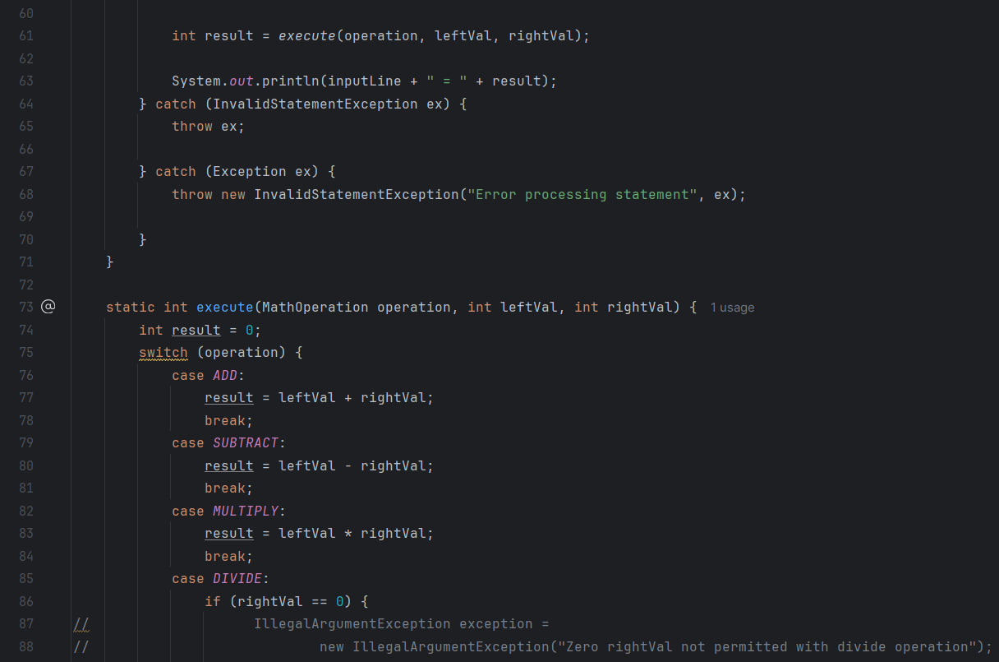 60
61 int result = execute(operation, leftVal, rightVal);
62
63 System.out.println(inputLine + " = " + result);
64 } catch (InvalidStatementException ex) {
65 throw ex;
66
67 } catch (Exception ex) {
68 throw new InvalidStatementException("Error processing statement", ex);
69
70 }
71 }
72
73 @ static int execute(MathOperation operation, int leftVal, int rightVal) { 1 usage
74 int result = 0;
75 switch (operation) {
76 case ADD:
77 result = leftVal + rightVal;
78 break;
79 case SUBTRACT:
80 result = leftVal - rightVal;
81 break;
82 case MULTIPLY:
83 result = leftVal * rightVal;
84 break;
85 case DIVIDE:
86 if (rightVal == 0) {
87 // IllegalArgumentException exception =
88 // new IllegalArgumentException("Zero rightVal not permitted with divide operation");